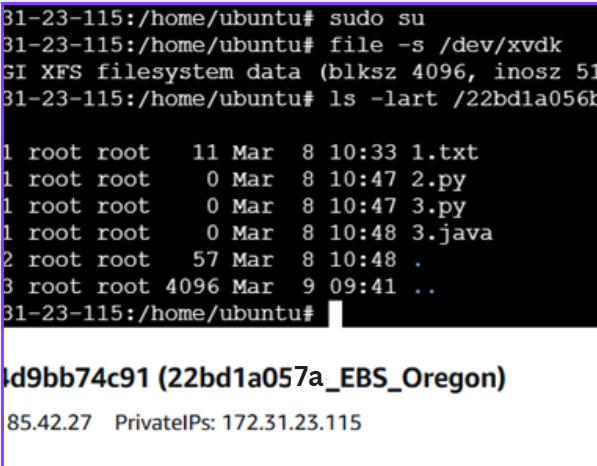 31-23-115:/home/ubuntu# sudo su
31-23-115:/home/ubuntu# file -s /dev/xvdk
GI XFS filesystem data (blksz 4096, inosz 51
31-23-115:/home/ubuntu# ls -lart /22bd1a056b
1 root root 11 Mar 8 10:33 1.txt
1 root root 0 Mar 8 10:47 2.py
1 root root 0 Mar 8 10:47 3.py
1 root root 0 Mar 8 10:48 3.java
2 root root 57 Mar 8 10:48 .
3 root root 4096 Mar 9 09:41 ..
31-23-115:/home/ubuntu#
4d9bb74c91 (22bd1a057a_EBS_Oregon)
85.42.27 PrivateIPs: 172.31.23.115